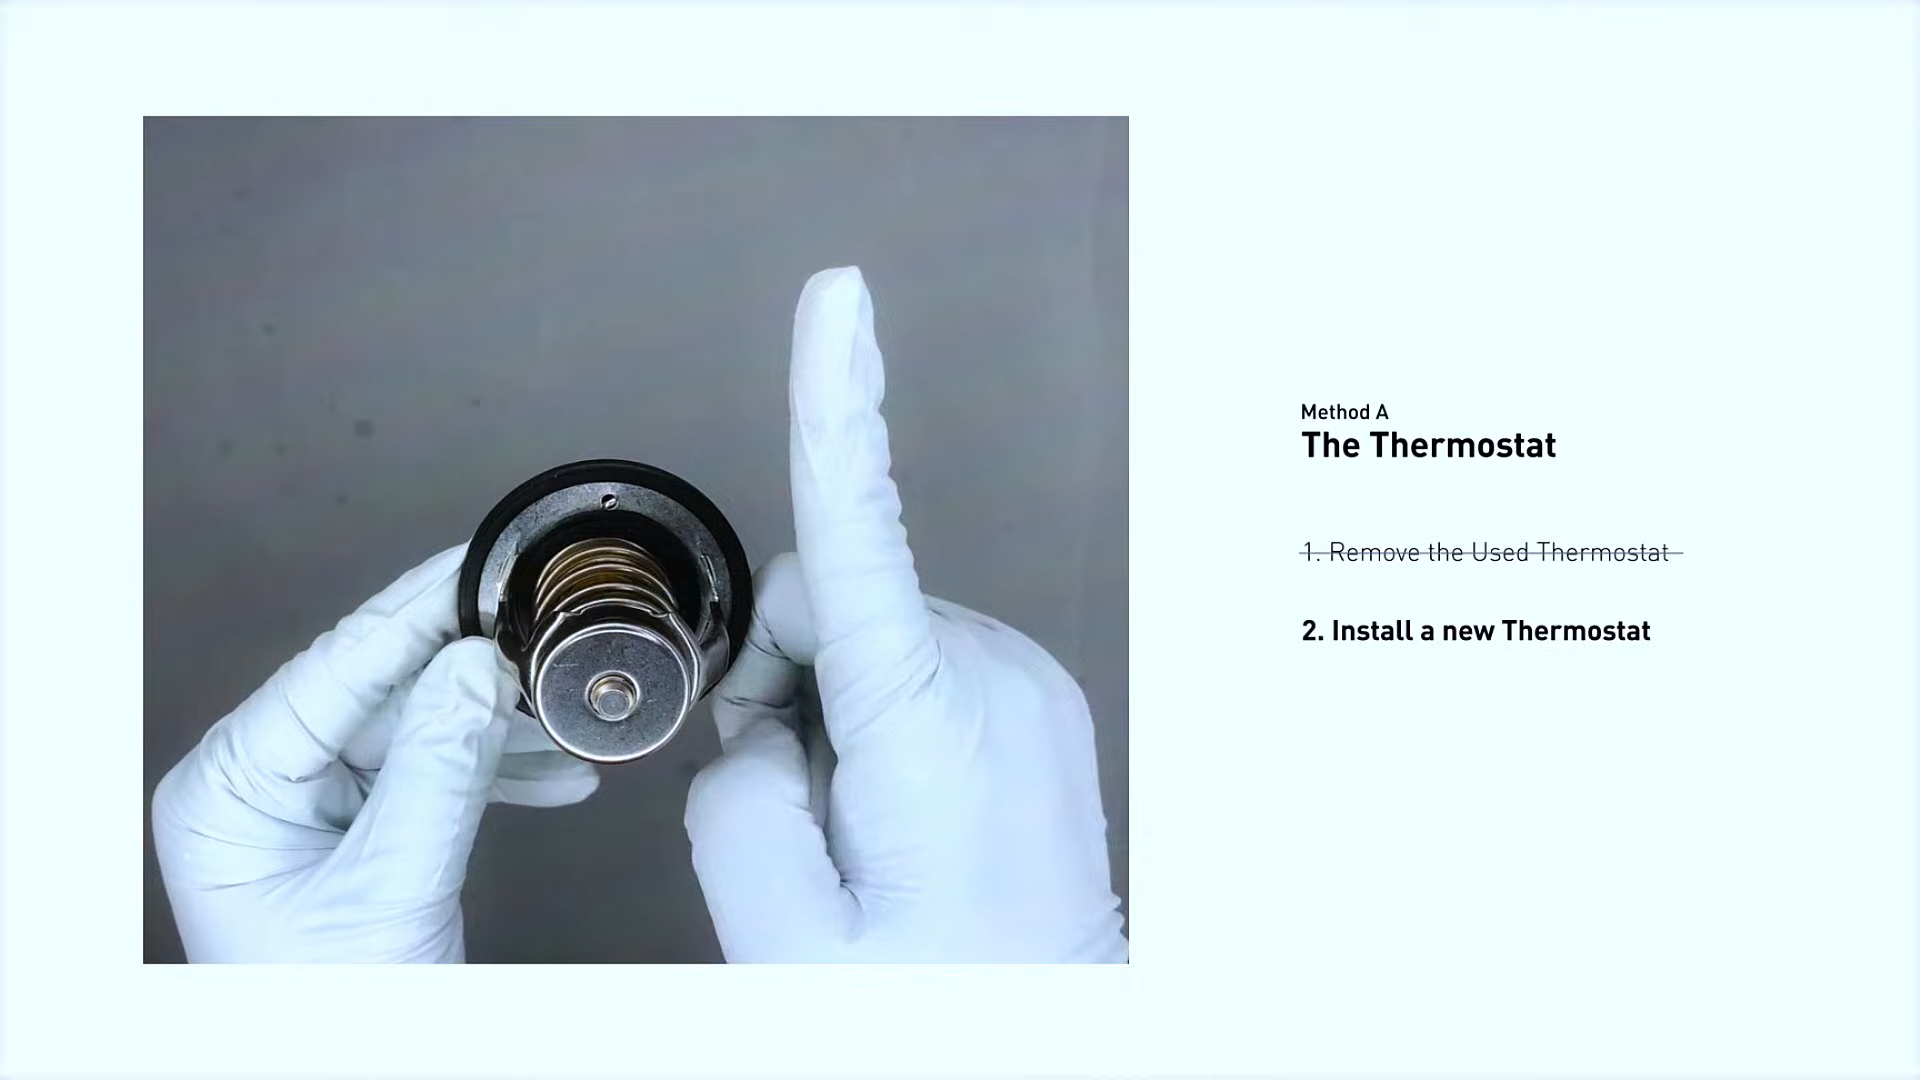 Method A
The Thermostat
1. Remove the Used Thermostat
2. Install a new Thermostat